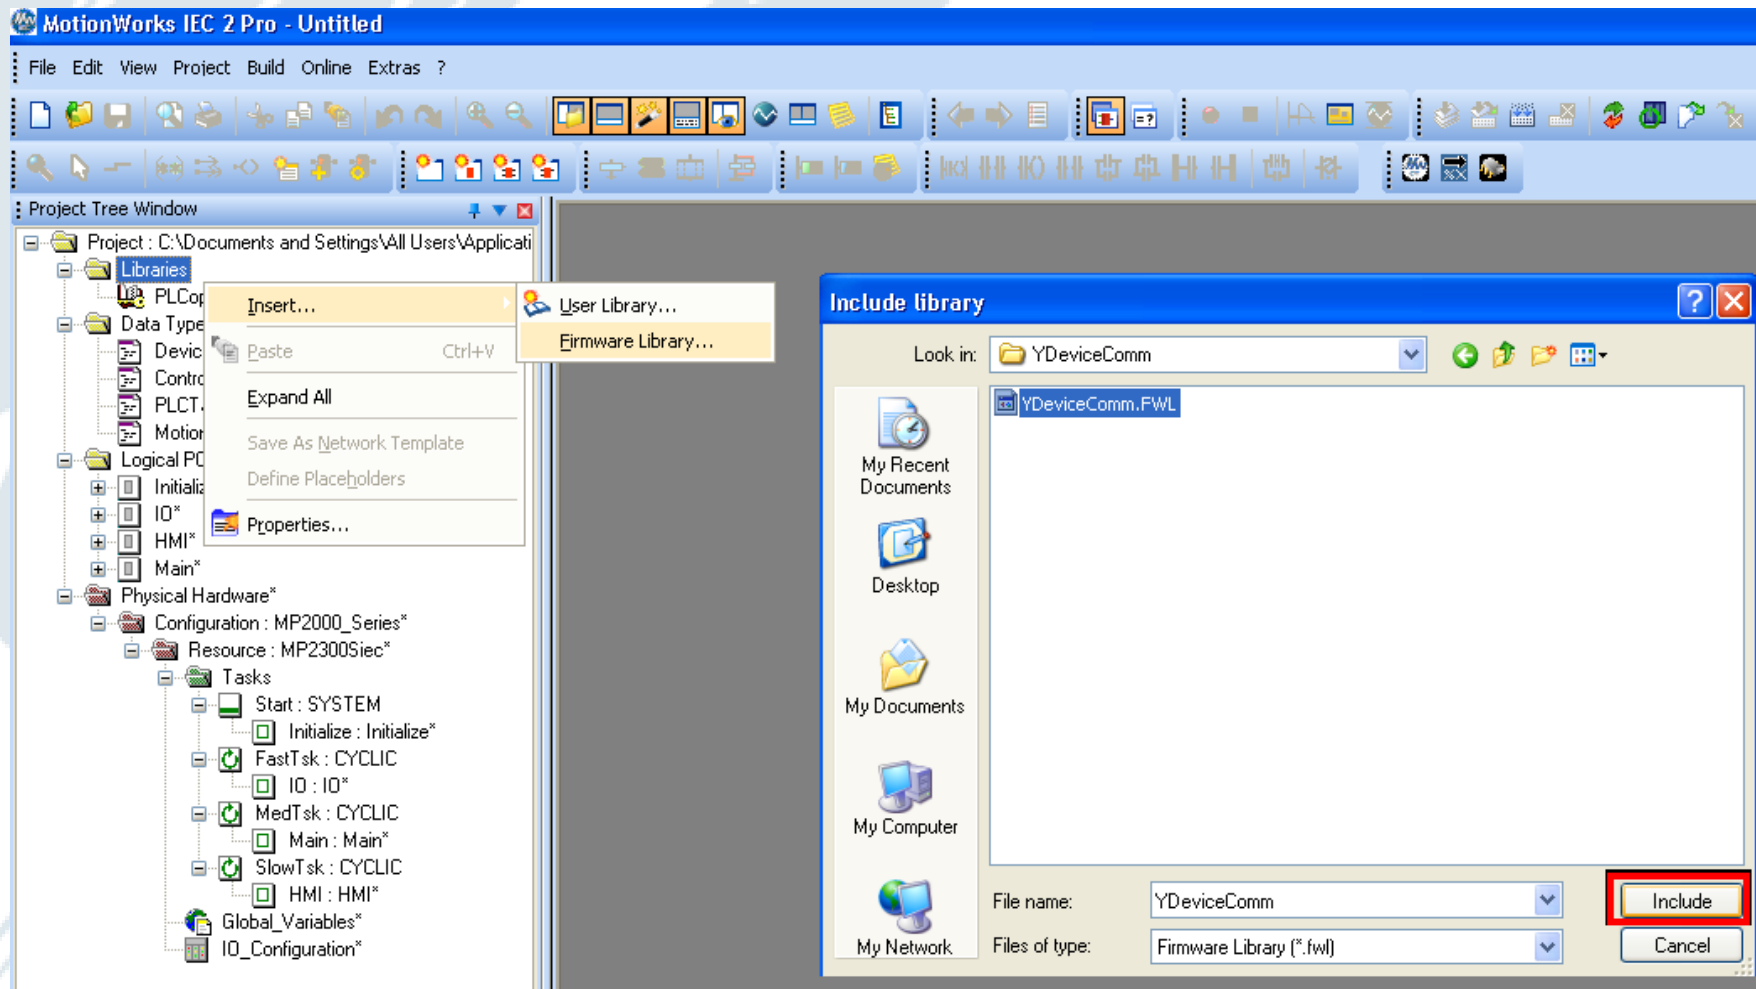 MotionWorks IEC 2 Pro - Untitled
File Edit View Project Build Online Extras ?
Project Tree Window
Project : C:\Documents and Settings\All Users\Applicati
Libraries
PLCop
Data Type
Devic
Contro
PLCT
Motion
Logical PO
Initializ
IO*
HMI*
Main*
Physical Hardware*
Configuration : MP2000_Series*
Resource : MP2300Siec*
Tasks
Start : SYSTEM
Initialize : Initialize*
FastTsk : CYCLIC
IO : IO*
MedTsk : CYCLIC
Main : Main*
SlowTsk : CYCLIC
HMI : HMI*
Global_Variables*
IO_Configuration*
Insert...
Paste Ctrl+V
Expand All
Save As Network Template
Define Placeholders
Properties...
User Library...
Firmware Library...
Include library
Look in: YDeviceComm
YDeviceComm.FWL
My Recent
Documents
Desktop
My Documents
My Computer
My Network
File name: YDeviceComm Include
Files of type: Firmware Library (*.fwl) Cancel